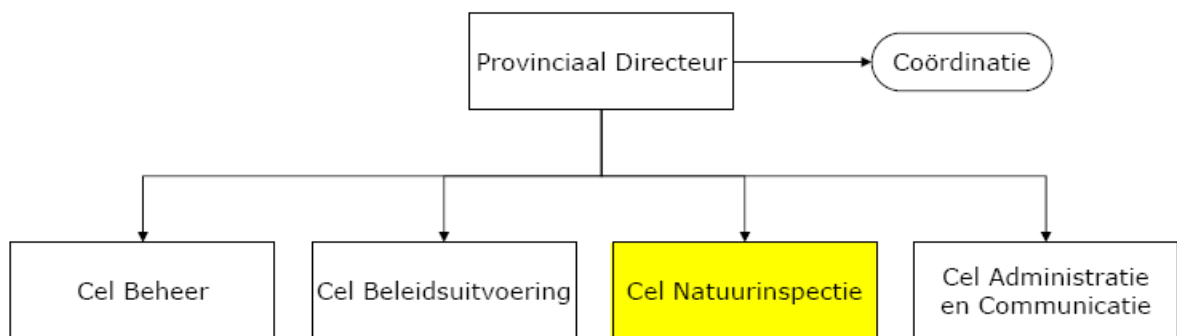 Provinciaal Directeur
Coördinatie
Cel Beheer
Cel Beleidsuitvoering
Cel Natuurinspectie
Cel Administratie
en Communicatie